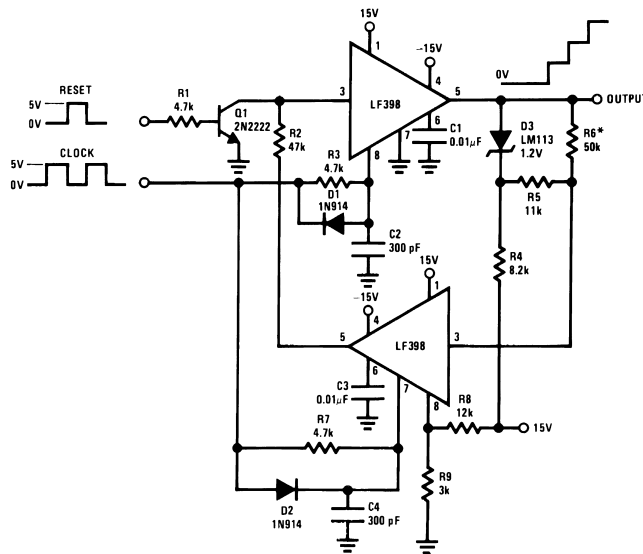 15V
1
-15V
4
0V
3
5
OUTPUT
LF398
RESET
5V
0V
R1
4.7k
Q1
2N2222
R2
47k
6
7
8
C1
0.01µF
D3
LM113
1.2V
R6*
50k
CLOCK
5V
0V
R3
4.7k
D1
1N914
R5
11k
C2
300 pF
R4
8.2k
15V
1
-15V
4
5
LF398
3
6
7
8
C3
0.01µF
R8
12k
15V
R7
4.7k
R9
3k
D2
1N914
C4
300 pF